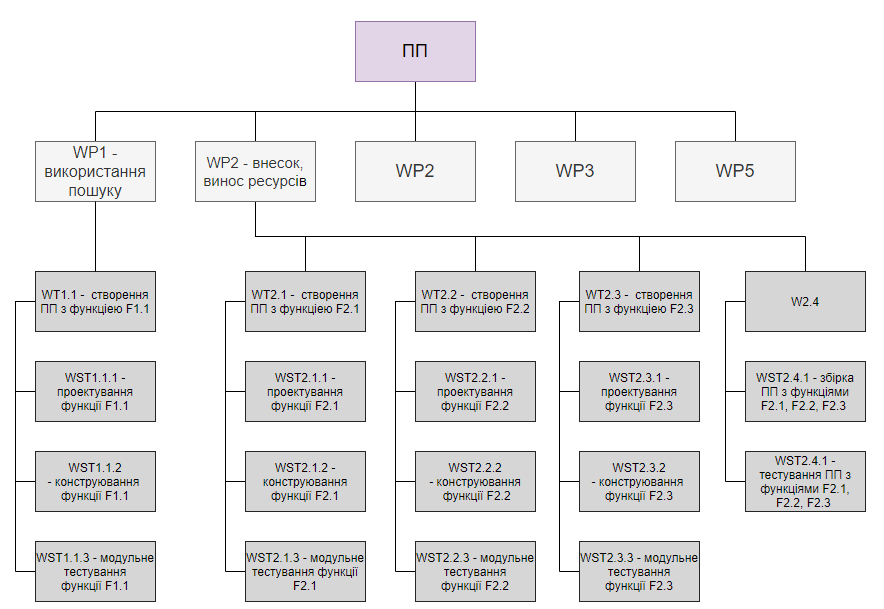 ПП
WP1 -
використання
пошуку
WP2 - внесок,
винос ресурсів
WP2
WP3
WP5
WT1.1 - створення
ПП з функціею F1.1
WT2.1 - створення
ПП з функціею F2.1
WT2.2 - створення
ПП з функціею F2.2
WT2.3 - створення
ПП з функціею F2.3
W2.4
WST1.1.1 -
проектування
функції F1.1
WST2.1.1 -
проектування
функції F2.1
WST2.2.1 -
проектування
функції F2.2
WST2.3.1 -
проектування
функції F2.3
WST2.4.1 - збірка
ПП з функціями
F2.1, F2.2, F2.3
WST1.1.2
- конструювання
функції F1.1
WST2.1.2 -
- конструювання
функції F2.1
WST2.2.2
- конструювання
функції F2.2
WST2.3.2
- конструювання
функції F2.3
WST2.4.1 -
тестування ПП з
функціями F2.1,
F2.2, F2.3
WST1.1.3 - модульне
тестування
функції F1.1
WST2.1.3 - модульне
тестування функції
F2.1
WST2.2.3 - модульне
тестування
функції F2.2
WST2.3.3 - модульне
тестування
функції F2.3